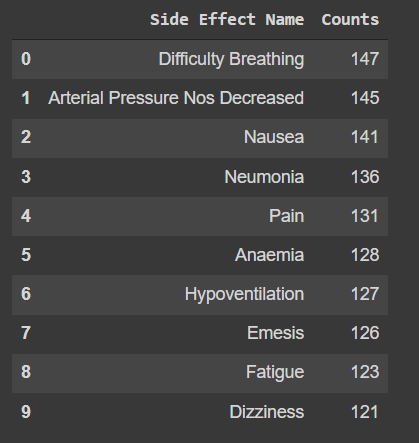 Side Effect Name Counts
0 Difficulty Breathing 147
1 Arterial Pressure Nos Decreased 145
2 Nausea 141
3 Neumonia 136
4 Pain 131
5 Anaemia 128
6 Hypoventilation 127
7 Emesis 126
8 Fatigue 123
9 Dizziness 121